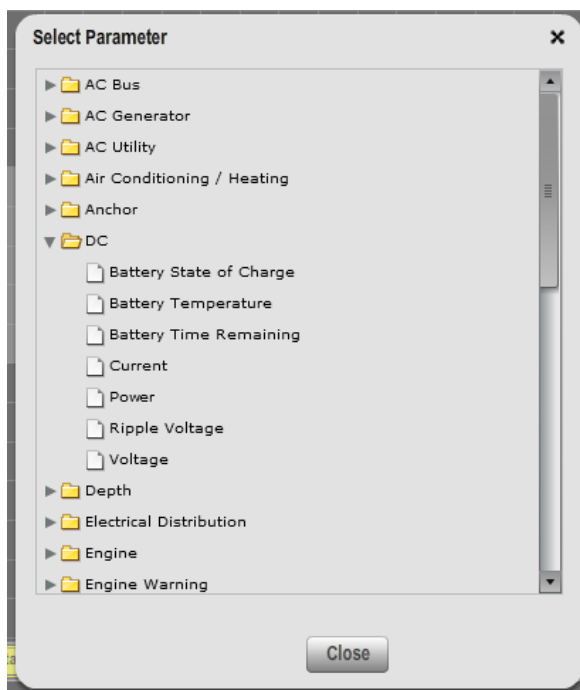 Select Parameter
AC Bus
AC Generator
AC Utility
Air Conditioning / Heating
Anchor
DC
Battery State of Charge
Battery Temperature
Battery Time Remaining
Current
Power
Ripple Voltage
Voltage
Depth
Electrical Distribution
Engine
Engine Warning
Close